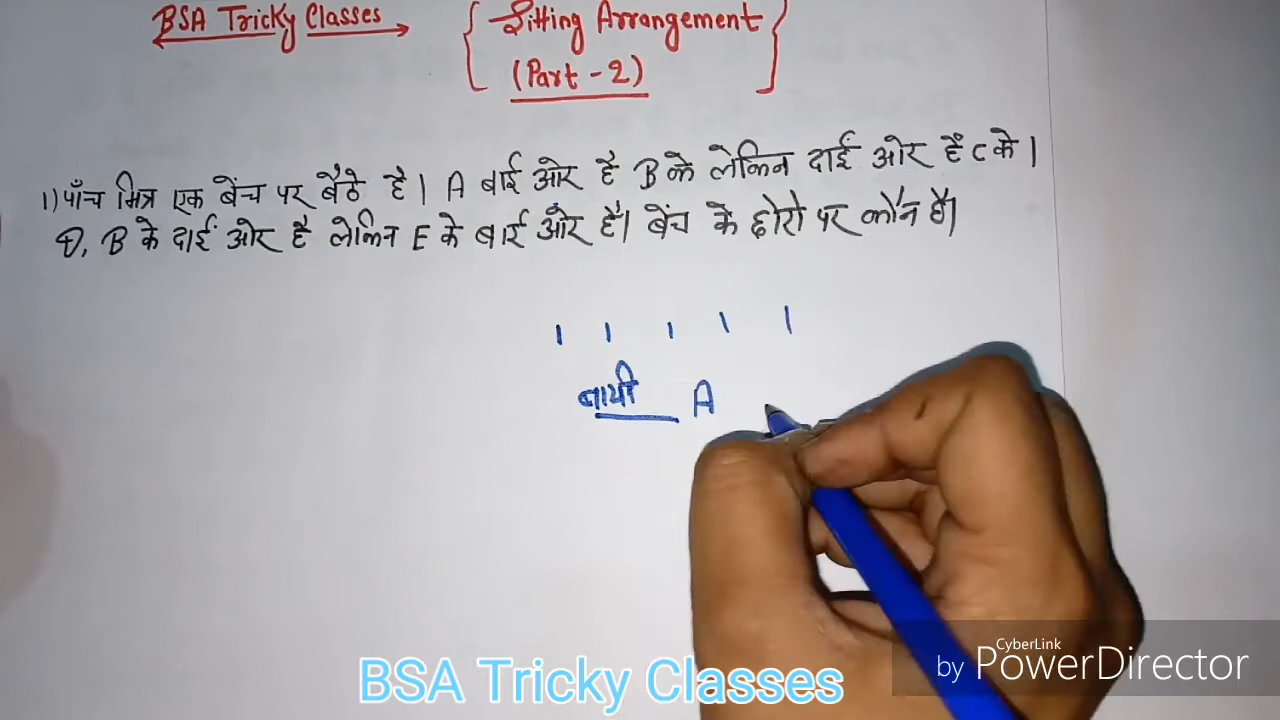 BSA Tricky Classes
{ Sitting Arrangement
(Part - 2) }
1) पाँच मित्र एक बेंच पर बैठे है। A बाईं ओर है B के लेकिन दाईं ओर है C के।
D, B के दाईं ओर है लेकिन E के बाईं ओर है। बेंच के छोरो पर कौन है।
बायी A
BSA Tricky Classes
CyberLink
by PowerDirector